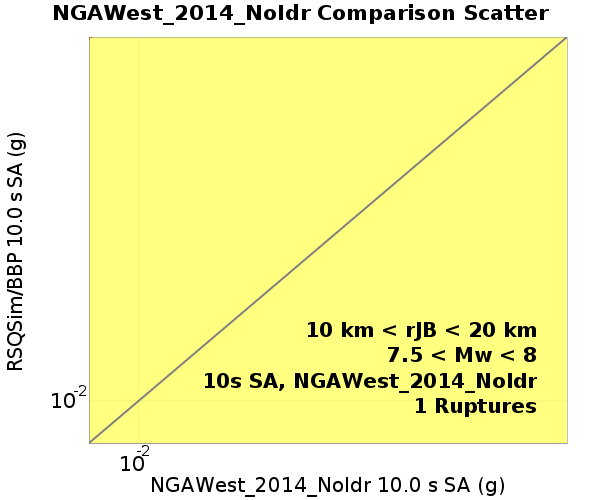 NGAWest_2014_NoIdr Comparison Scatter
RSQSim/BBP 10.0 s SA (g)
10 km < rJB < 20 km
7.5 < Mw < 8
10s SA, NGAWest_2014_NoIdr
1 Ruptures
10⁻²
10⁻²
NGAWest_2014_NoIdr 10.0 s SA (g)